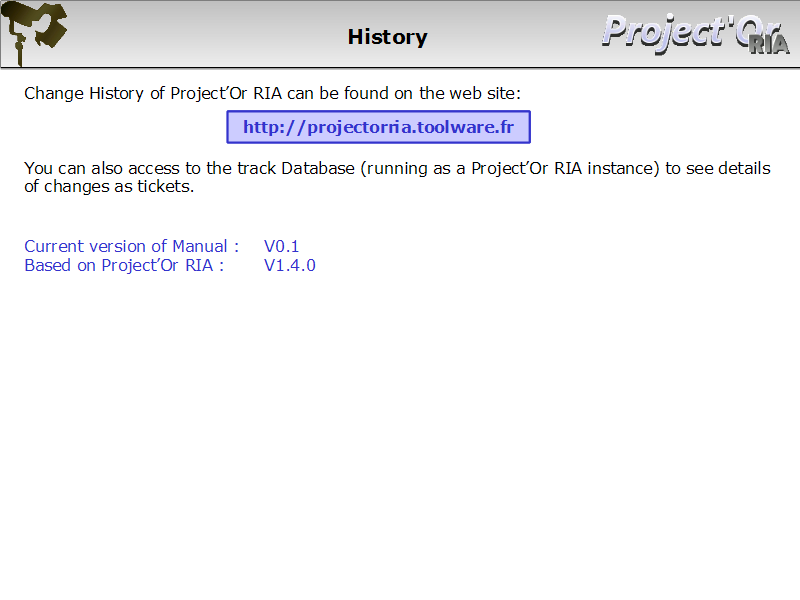 History
Project'Or
RIA
Change History of Project’Or RIA can be found on the web site:
http://projectorria.toolware.fr
You can also access to the track Database (running as a Project’Or RIA instance) to see details
of changes as tickets.
Current version of Manual : V0.1
Based on Project’Or RIA : V1.4.0